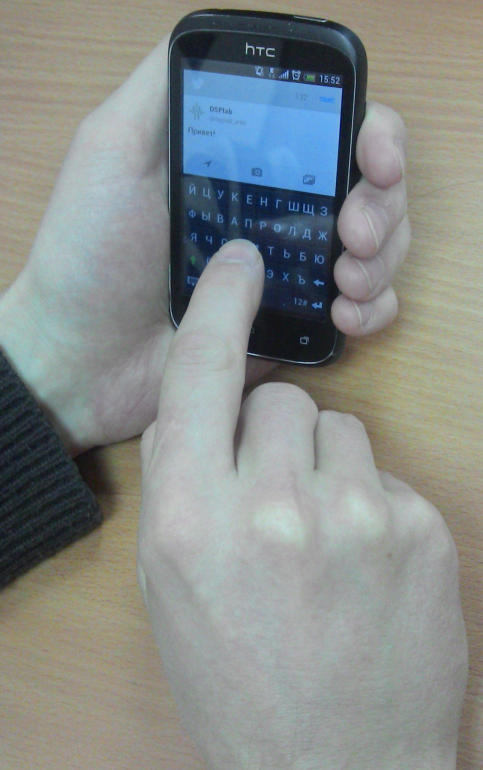 hTC
15:52
DSPlab
Привет!
Й Ц У К Е Н Г Ш Щ З
Ф Ы В А П Р О Л Д Ж
Я Ч Т Ь Б Ю
Э Х Ъ
12#